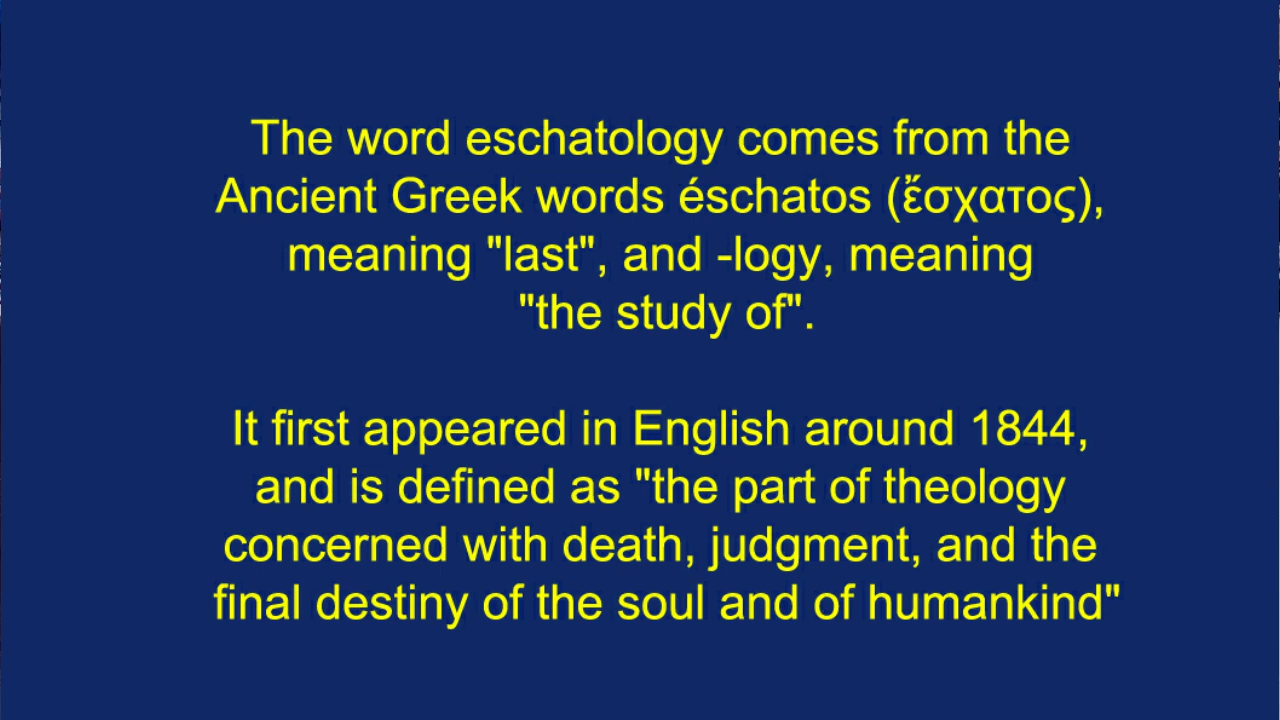 The word eschatology comes from the
Ancient Greek words éschatos (ἔσχατος),
meaning "last", and -logy, meaning
"the study of".
It first appeared in English around 1844,
and is defined as "the part of theology
concerned with death, judgment, and the
final destiny of the soul and of humankind"